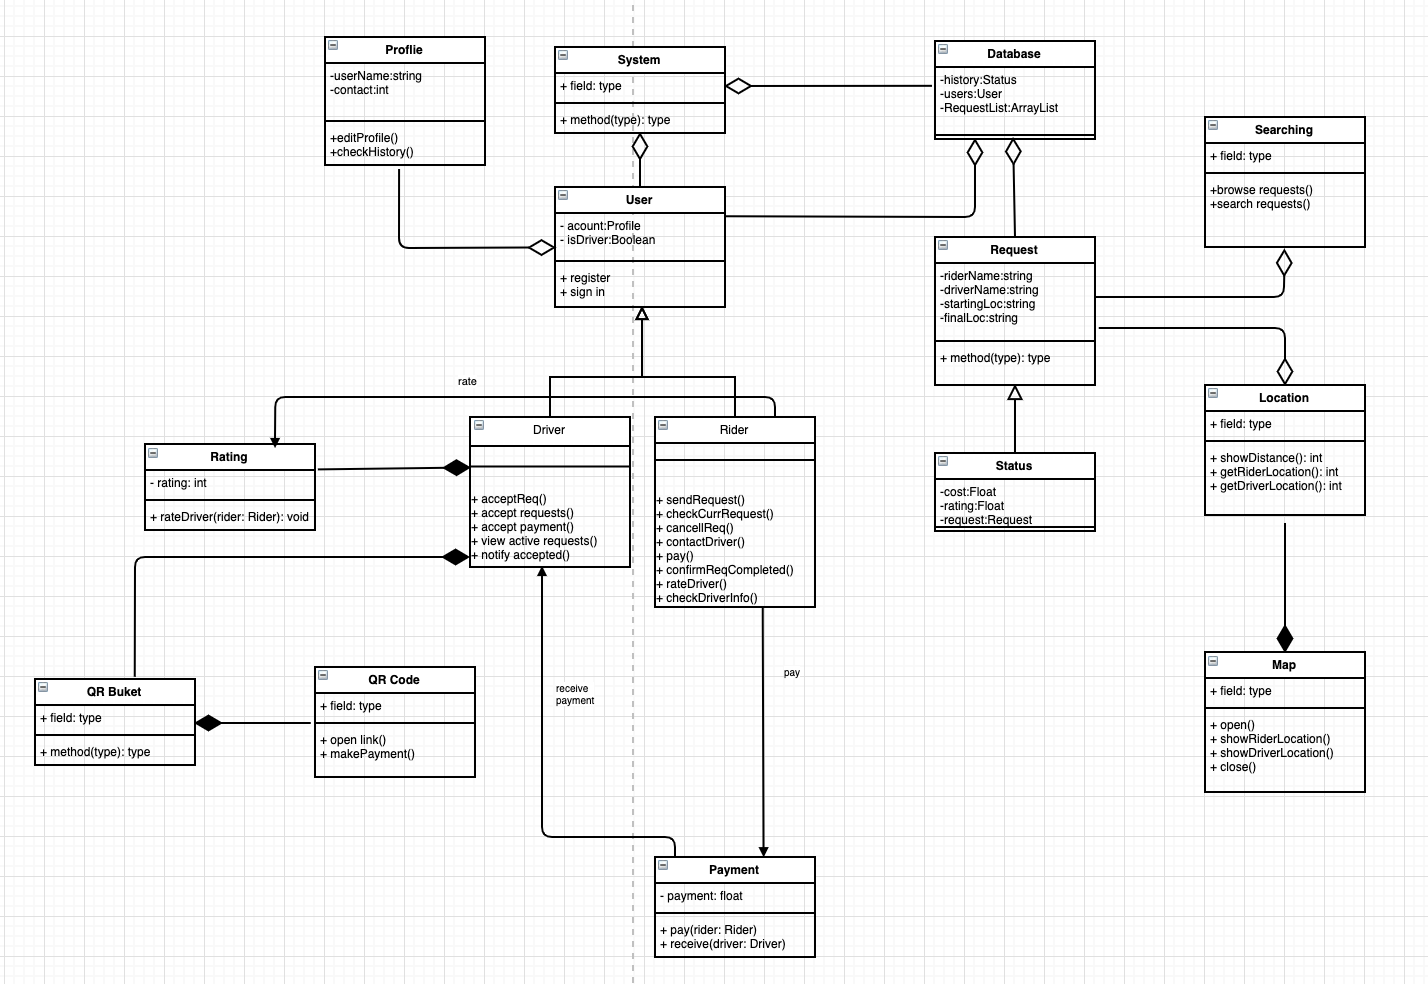 Proflie
-userName:string
-contact:int
+editProfile()
+checkHistory()
System
+ field: type
+ method(type): type
Database
-history:Status
-users:User
-RequestList:ArrayList
Searching
+ field: type
+browse requests()
+search requests()
User
- acount:Profile
- isDriver:Boolean
+ register
+ sign in
Request
-riderName:string
-driverName:string
-startingLoc:string
-finalLoc:string
+ method(type): type
Location
+ field: type
+ showDistance(): int
+ getRiderLocation(): int
+ getDriverLocation(): int
rate
Rating
- rating: int
+ rateDriver(rider: Rider): void
Driver
+ acceptReq()
+ accept requests()
+ accept payment()
+ view active requests()
+ notify accepted()
Rider
+ sendRequest()
+ checkCurrRequest()
+ cancellReq()
+ contactDriver()
+ pay()
+ confirmReqCompleted()
+ rateDriver()
+ checkDriverInfo()
Status
-cost:Float
-rating:Float
-request:Request
QR Buket
+ field: type
+ method(type): type
QR Code
+ field: type
+ open link()
+ makePayment()
receive
payment
pay
Map
+ field: type
+ open()
+ showRiderLocation()
+ showDriverLocation()
+ close()
Payment
- payment: float
+ pay(rider: Rider)
+ receive(driver: Driver)